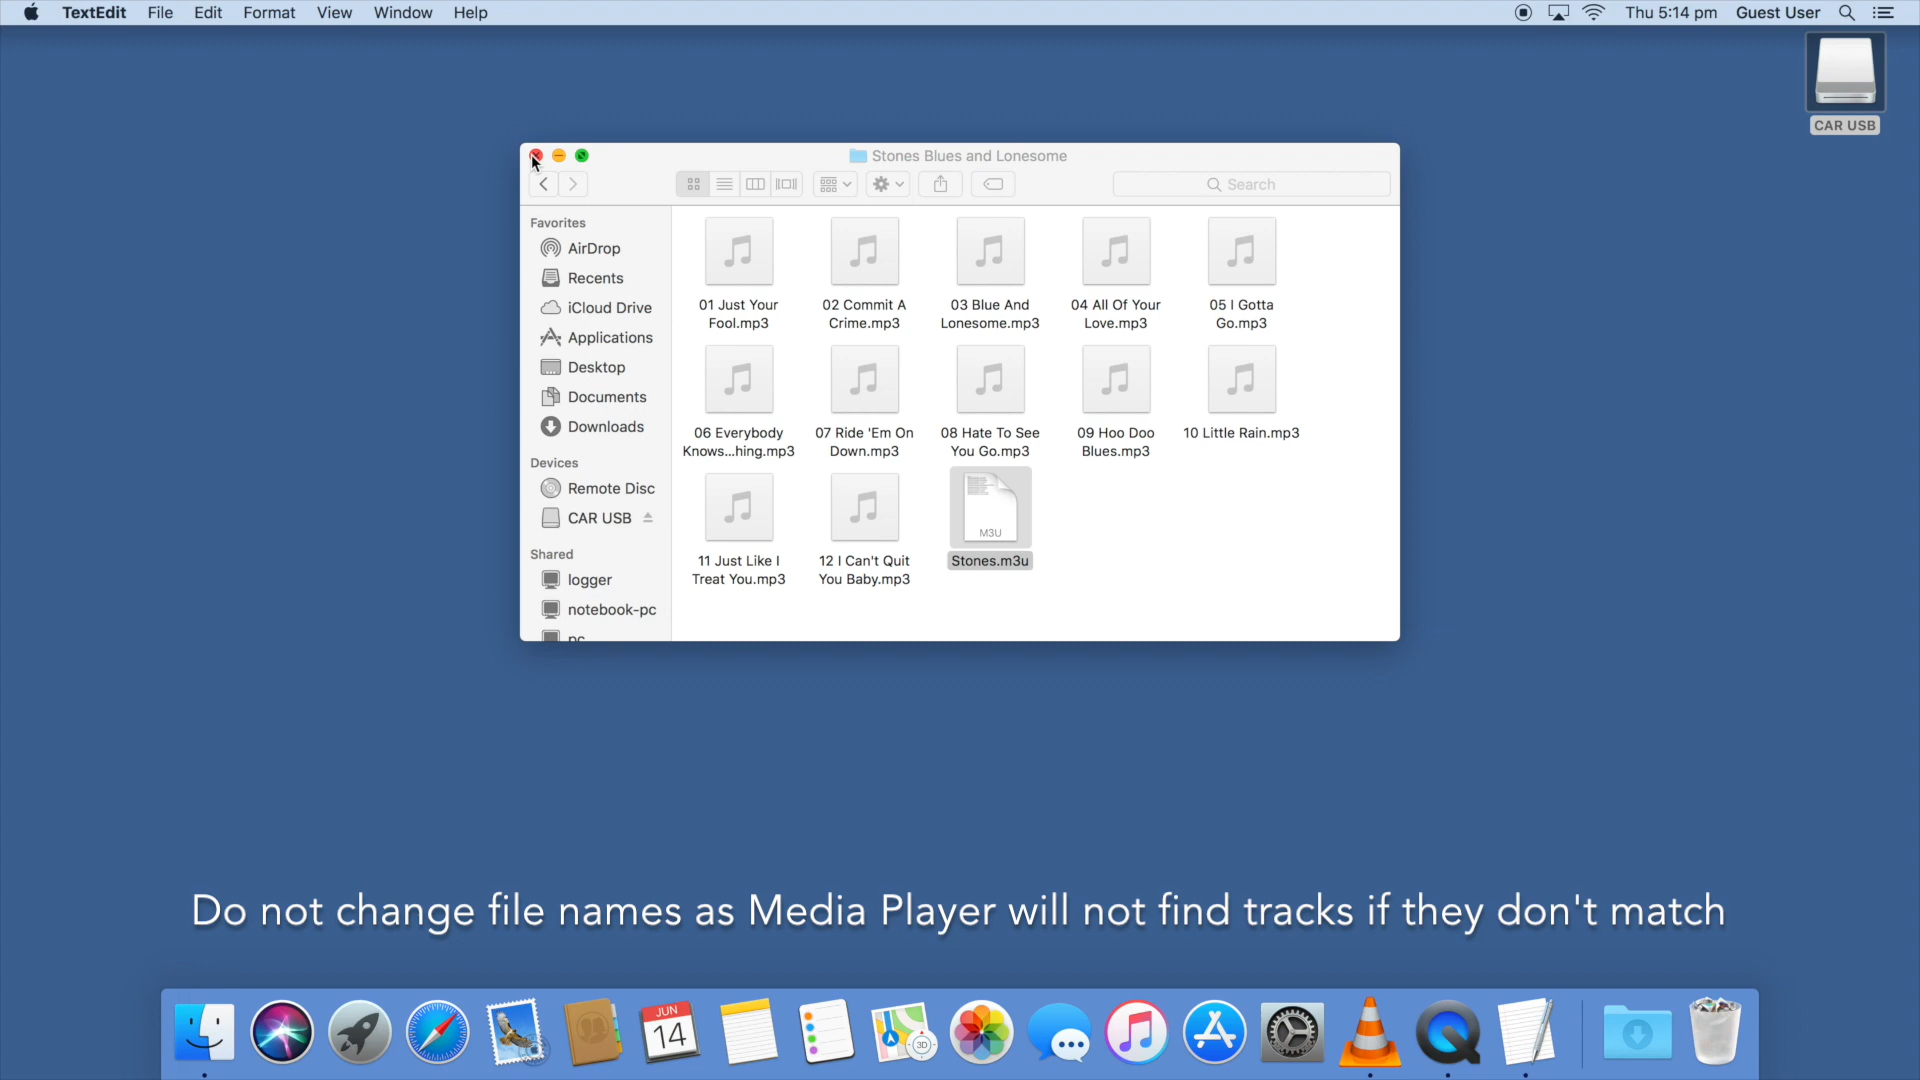 TextEdit File Edit Format View Window Help Thu 5:14 pm Guest User
CAR USB
Stones Blues and Lonesome
Search
Favorites
AirDrop
Recents
iCloud Drive
Applications
Desktop
Documents
Downloads
Devices
Remote Disc
CAR USB
Shared
logger
notebook-pc
pc
01 Just Your
Fool.mp3
02 Commit A
Crime.mp3
03 Blue And
Lonesome.mp3
04 All Of Your
Love.mp3
05 I Gotta
Go.mp3
06 Everybody
Knows...hing.mp3
07 Ride 'Em On
Down.mp3
08 Hate To See
You Go.mp3
09 Hoo Doo
Blues.mp3
10 Little Rain.mp3
11 Just Like I
Treat You.mp3
12 I Can't Quit
You Baby.mp3
M3U
Stones.m3u
Do not change file names as Media Player will not find tracks if they don't match
JUN
14
3D